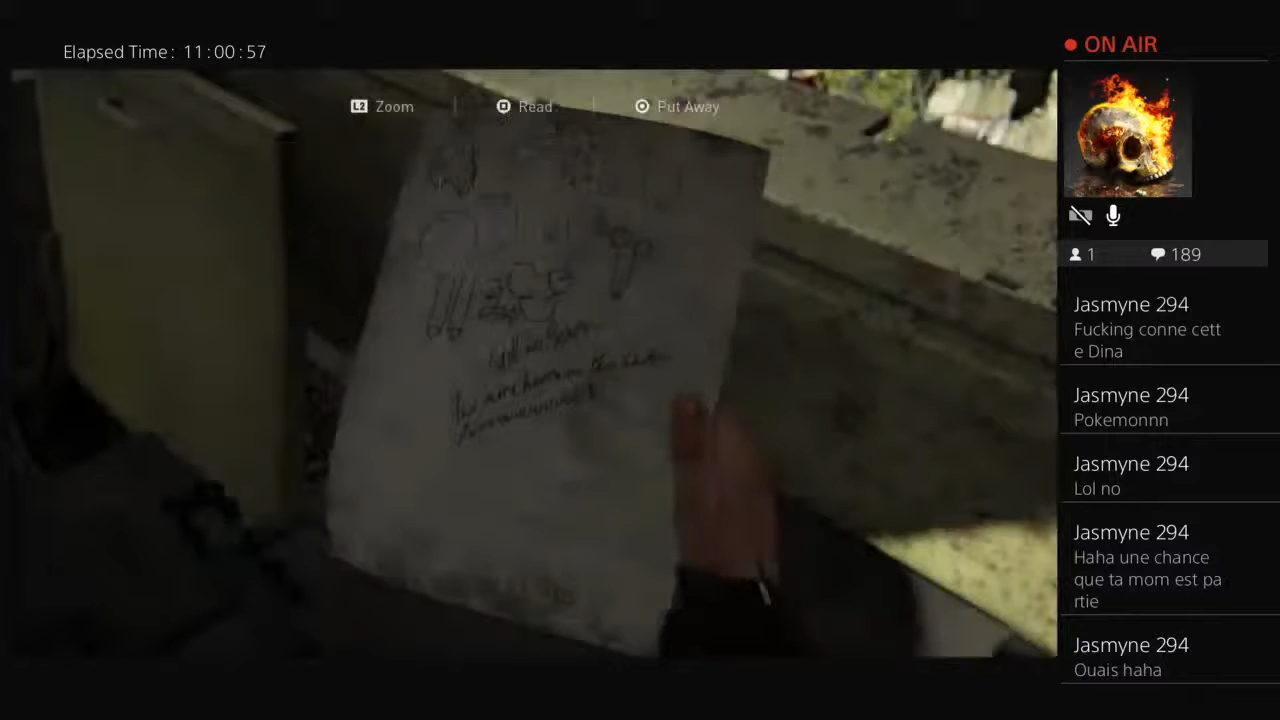 Elapsed Time: 11:00:57
ON AIR
L2 Zoom
Read
Put Away
1
189
Jasmyne 294
Fucking conne cett
e Dina
Jasmyne 294
Pokemonnn
Jasmyne 294
Lol no
Jasmyne 294
Haha une chance
que ta mom est pa
rtie
Jasmyne 294
Ouais haha